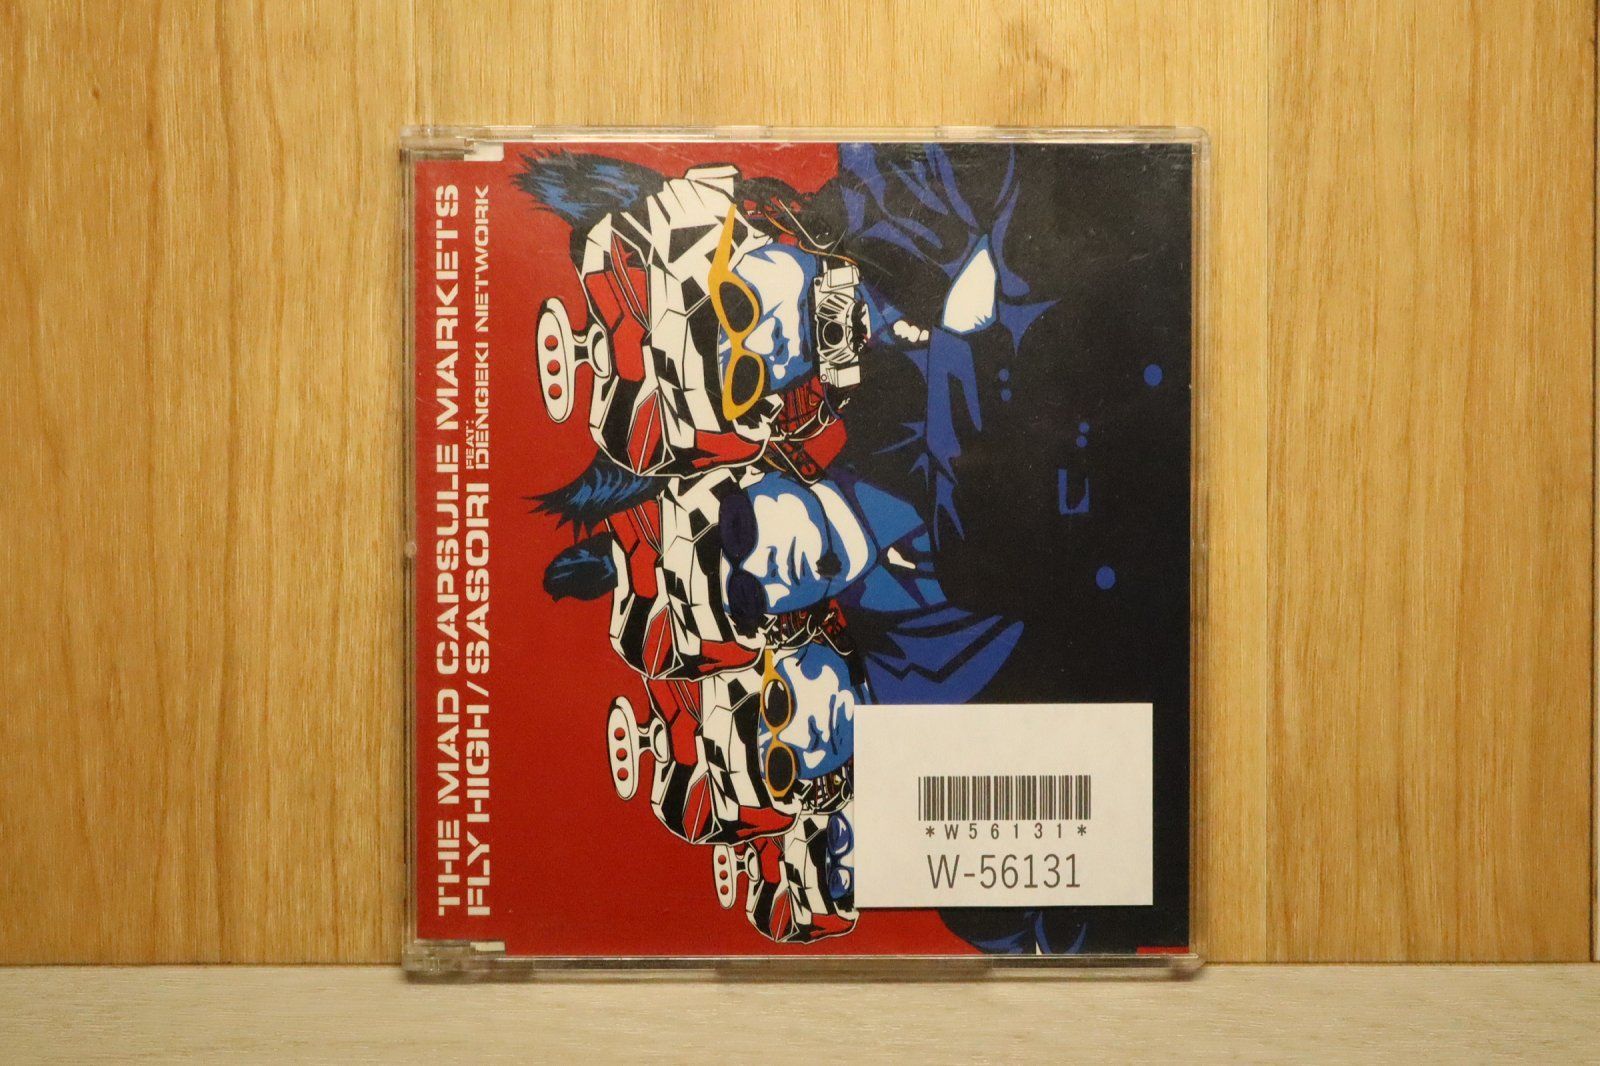 THE MAD CAPSULE MARKETS
FLY HIGH/SASORI FEAT: DENGEKI NETWORK
*W56131*
W-56131